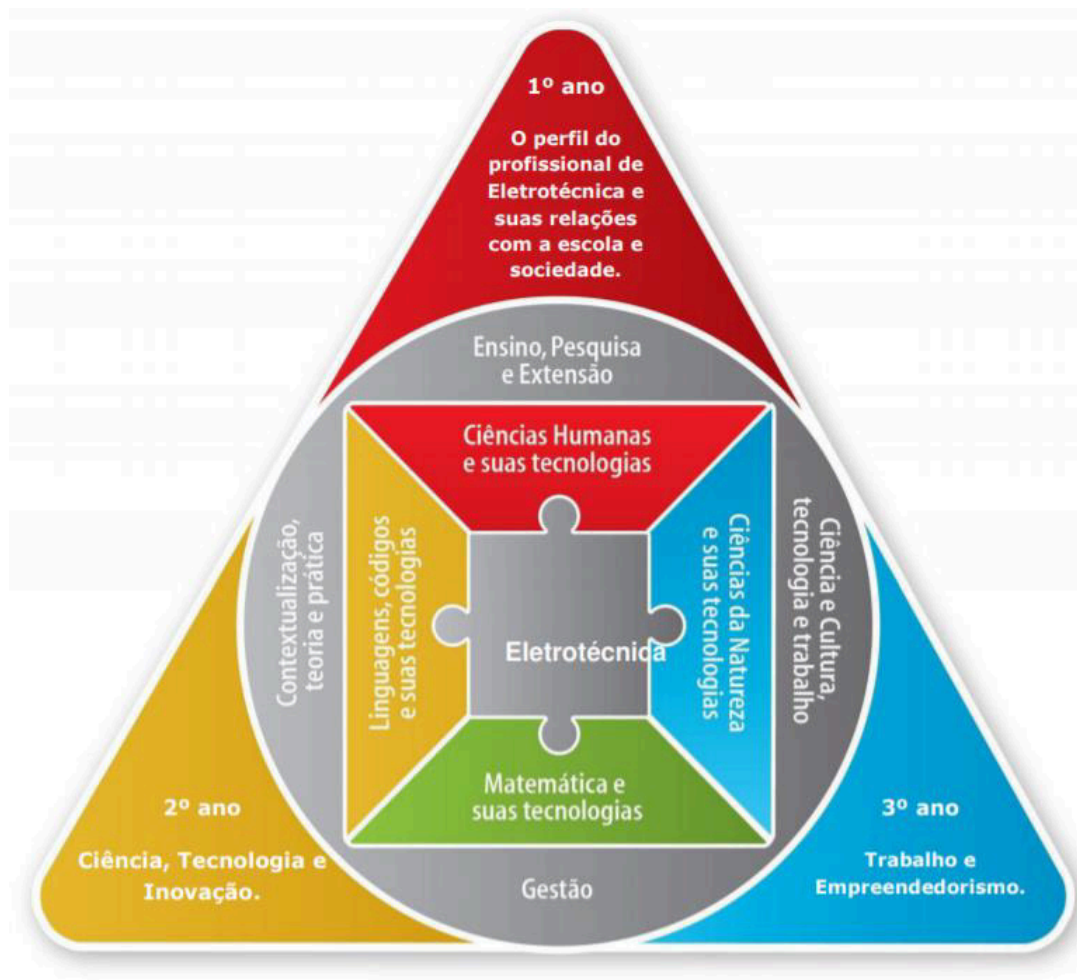 1º ano
O perfil do
profissional de
Eletrotécnica e
suas relações
com a escola e
sociedade.
Ensino, Pesquisa
e Extensão
Ciências Humanas
e suas tecnologias
Contextualização,
teoria e prática
Linguagens, códigos
e suas tecnologias
Eletrotécnica
Ciências da Natureza
e suas tecnologias
Ciência e Cultura,
tecnologia e trabalho
Matemática e
suas tecnologias
Gestão
2º ano
Ciência, Tecnologia e
Inovação.
3º ano
Trabalho e
Empreendedorismo.